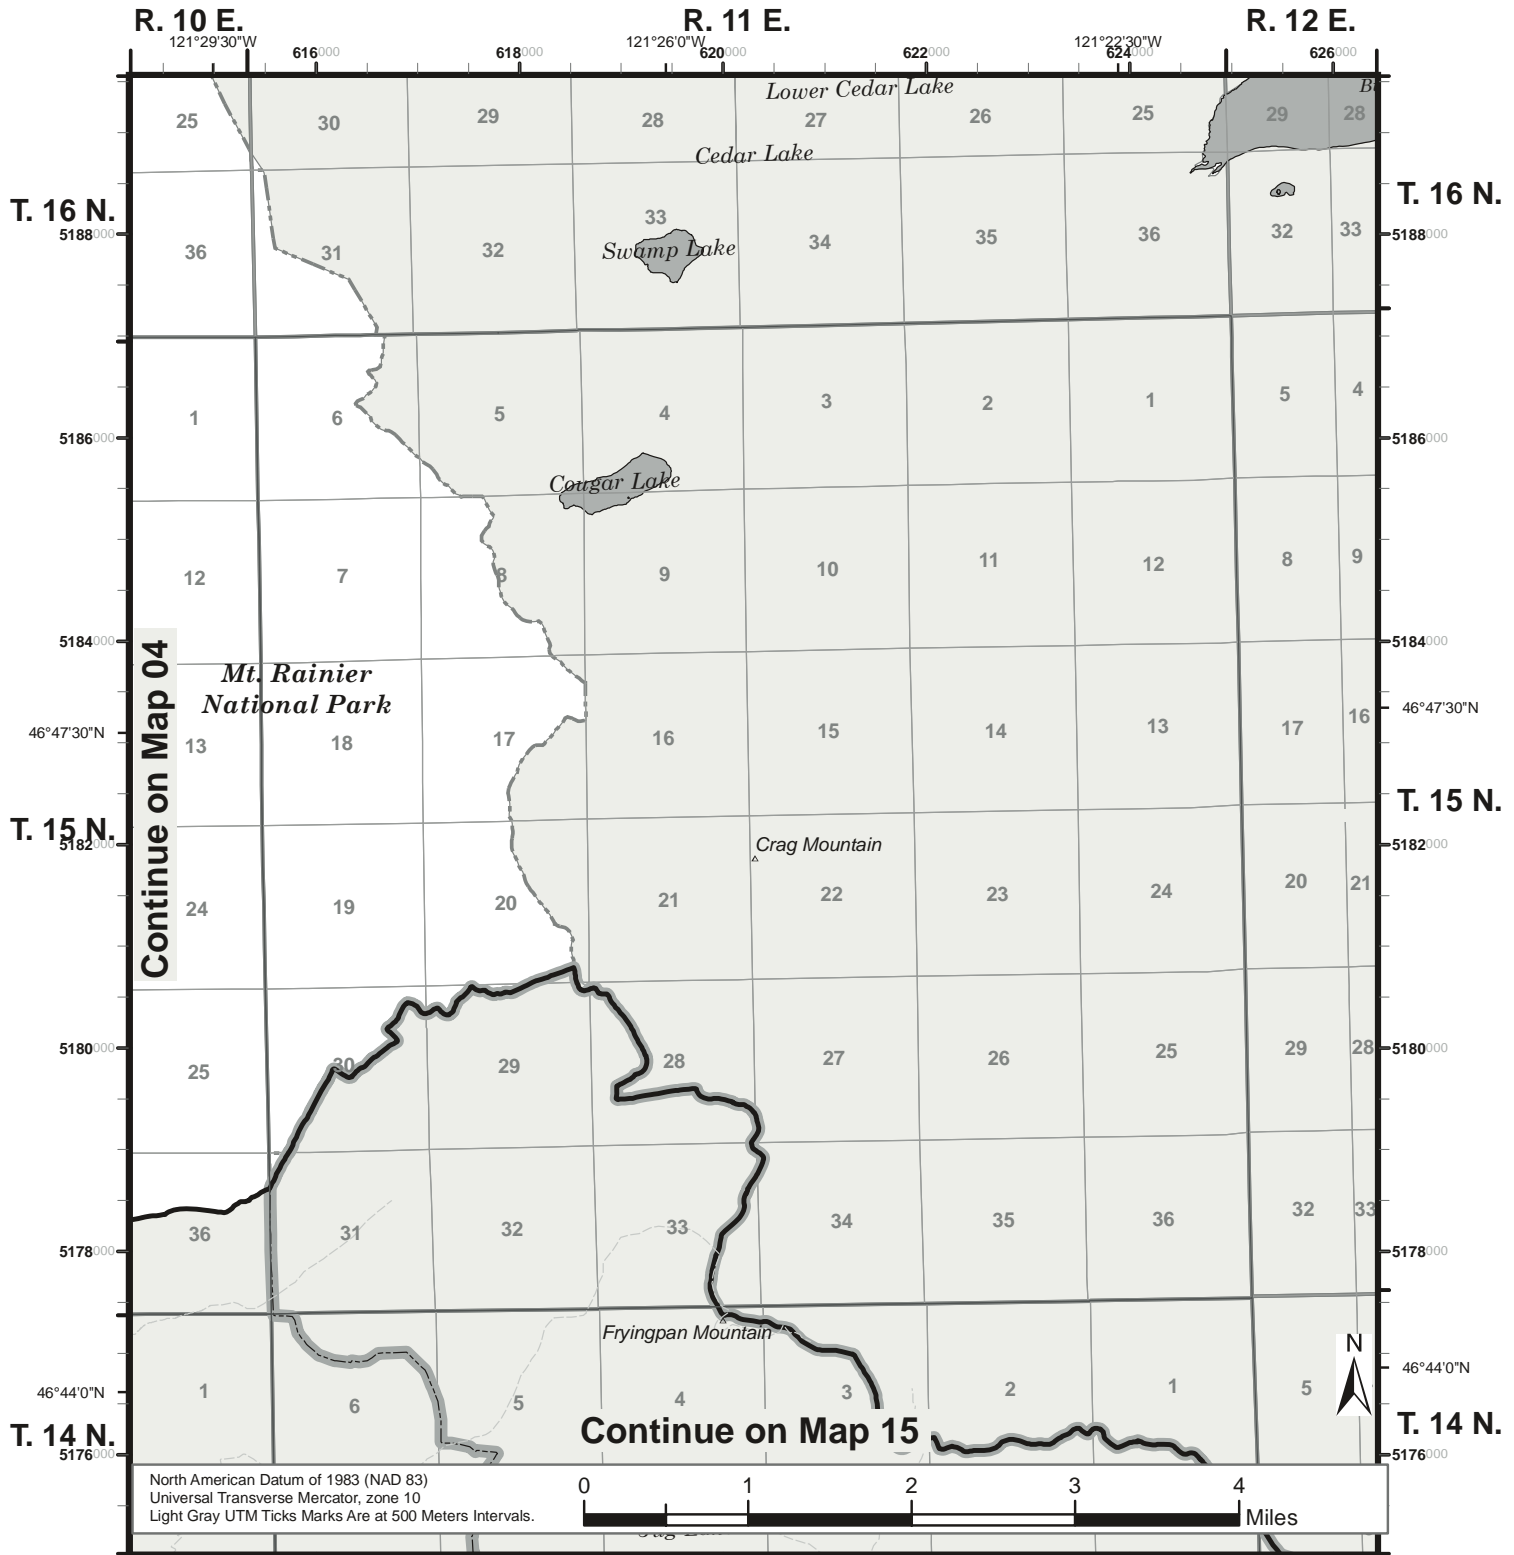 R. 10 E. R. 11 E. R. 12 E.
121°29'30"W 121°26'0"W 121°22'30"W
616000 618000 620000 622000 624000 626000
Lower Cedar Lake
25 30 29 28 27 26 25 29 28
Cedar Lake
T. 16 N. T. 16 N.
33
5188000 5188000
36 31 32 Swamp Lake 34 35 36 32 33
1 6 5 4 3 2 1 5 4
5186000 5186000
Cougar Lake
12 7 8 9 10 11 12 8 9
5184000 5184000
Continue on Map 04
Mt. Rainier
National Park
46°47'30"N 46°47'30"N
13 18 17 16 15 14 13 17 16
T. 15 N. T. 15 N.
5182000 5182000
Crag Mountain
24 19 20 21 22 23 24 20 21
5180000 5180000
25 30 29 28 27 26 25 29 28
36 31 32 33 34 35 36 32 33
5178000 5178000
Fryingpan Mountain
N
46°44'0"N 46°44'0"N
1 6 5 4 3 2 1 5
T. 14 N. Continue on Map 15 T. 14 N.
5176000 5176000
North American Datum of 1983 (NAD 83)
Universal Transverse Mercator, zone 10
Light Gray UTM Ticks Marks Are at 500 Meters Intervals.
0 1 2 3 4
Miles